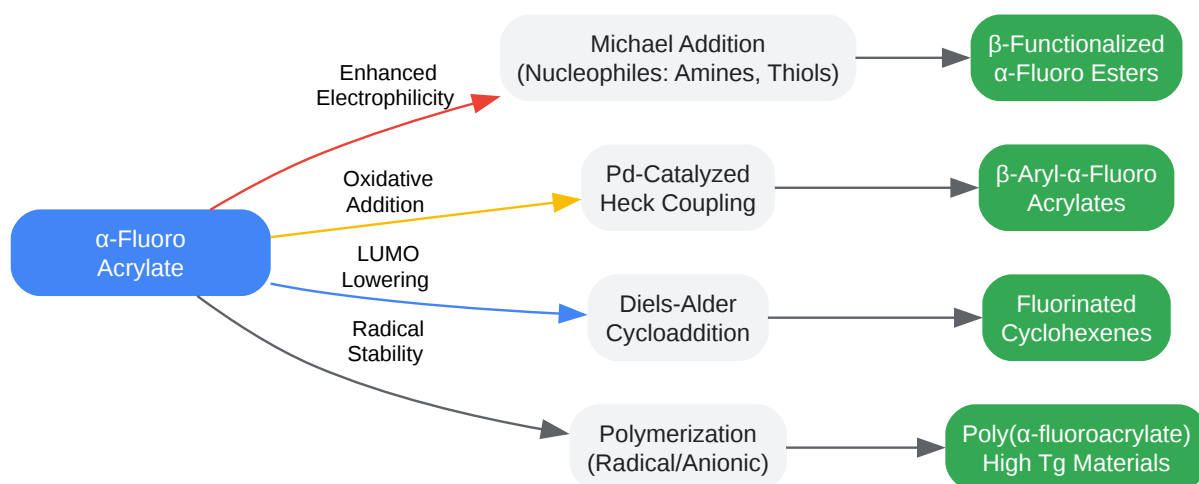 α-Fluoro
Acrylate
Enhanced
Electrophilicity
Michael Addition
(Nucleophiles: Amines, Thiols)
β-Functionalized
α-Fluoro Esters
Oxidative
Addition
Pd-Catalyzed
Heck Coupling
β-Aryl-α-Fluoro
Acrylates
LUMO
Lowering
Diels-Alder
Cycloaddition
Fluorinated
Cyclohexenes
Radical
Stability
Polymerization
(Radical/Anionic)
Poly(α-fluoroacrylate)
High Tg Materials